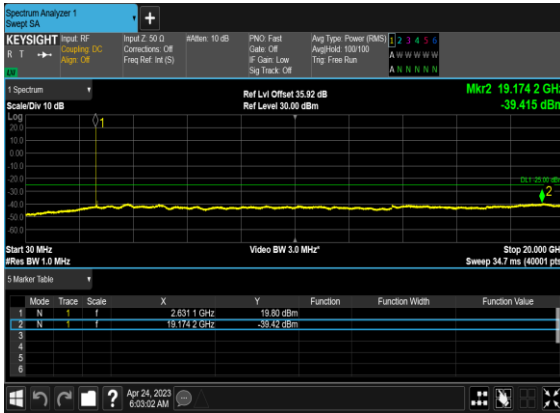 Spectrum Analyzer 1
Swept SA
+
KEYSIGHT Input: RF Input Z: 50 Ω #Atten: 10 dB PNO: Fast Avg Type: Power (RMS) 1 2 3 4 5 6
R T Coupling: DC Corrections: Off Gate: Off Avg|Hold: 100/100 A W W W W W
Align: Off Freq Ref: Int (S) IF Gain: Low Trig: Free Run
Sig Track: Off A N N N N N
1 Spectrum Ref Lvl Offset 35.92 dB Mkr2 19.174 2 GHz
Scale/Div 10 dB Ref Level 30.00 dBm -39.415 dBm
Log
20.0
10.0
0.00
-10.0
-20.0
-30.0
-40.0
-50.0
-60.0
1
DL1 -25.00 dBm
2
Start 30 MHz Video BW 3.0 MHz* Stop 20.000 GHz
#Res BW 1.0 MHz Sweep 34.7 ms (40001 pts)
5 Marker Table
Mode Trace Scale X Y Function Function Width Function Value
1 N 1 f 2.631 1 GHz 19.80 dBm
2 N 1 f 19.174 2 GHz -39.42 dBm
3
4
5
6
? Apr 24, 2023
6:03:02 AM